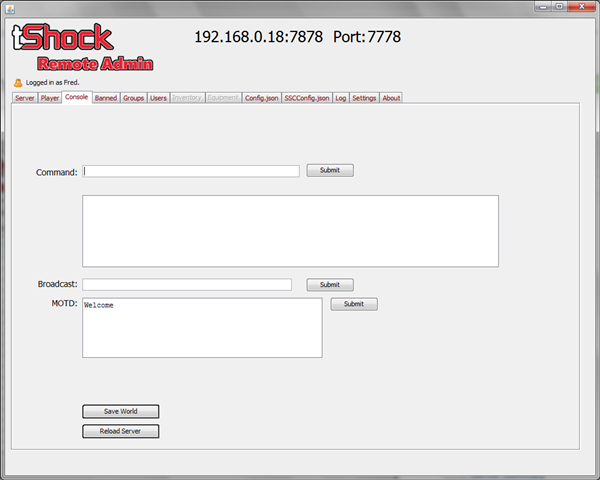 tShock
Remote Admin
192.168.0.18:7878 Port:7778
Logged in as Fred.
Server Player Console Banned Groups Users Inventory Equipment Config.json SSCConfig.json Log Settings About
Command: Submit
Broadcast: Submit
MOTD: Welcome Submit
Save World
Reload Server